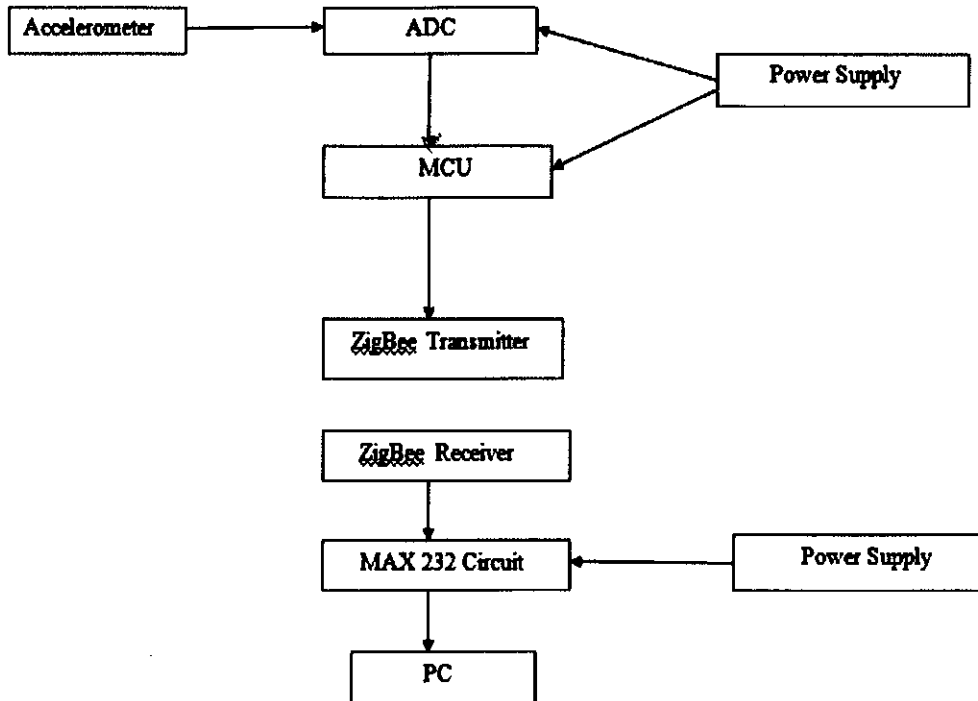 Accelerometer
ADC
Power Supply
MCU
ZigBee Transmitter
ZigBee Receiver
MAX 232 Circuit
Power Supply
PC